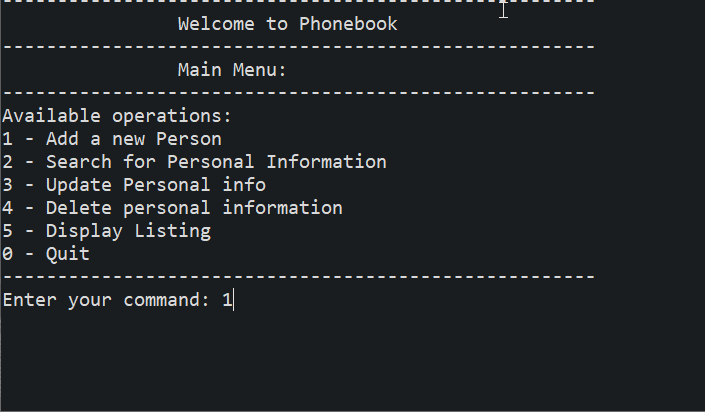 ------------------------------------------------------
Welcome to Phonebook
------------------------------------------------------
Main Menu:
------------------------------------------------------
Available operations:
1 - Add a new Person
2 - Search for Personal Information
3 - Update Personal info
4 - Delete personal information
5 - Display Listing
0 - Quit
------------------------------------------------------
Enter your command: 1